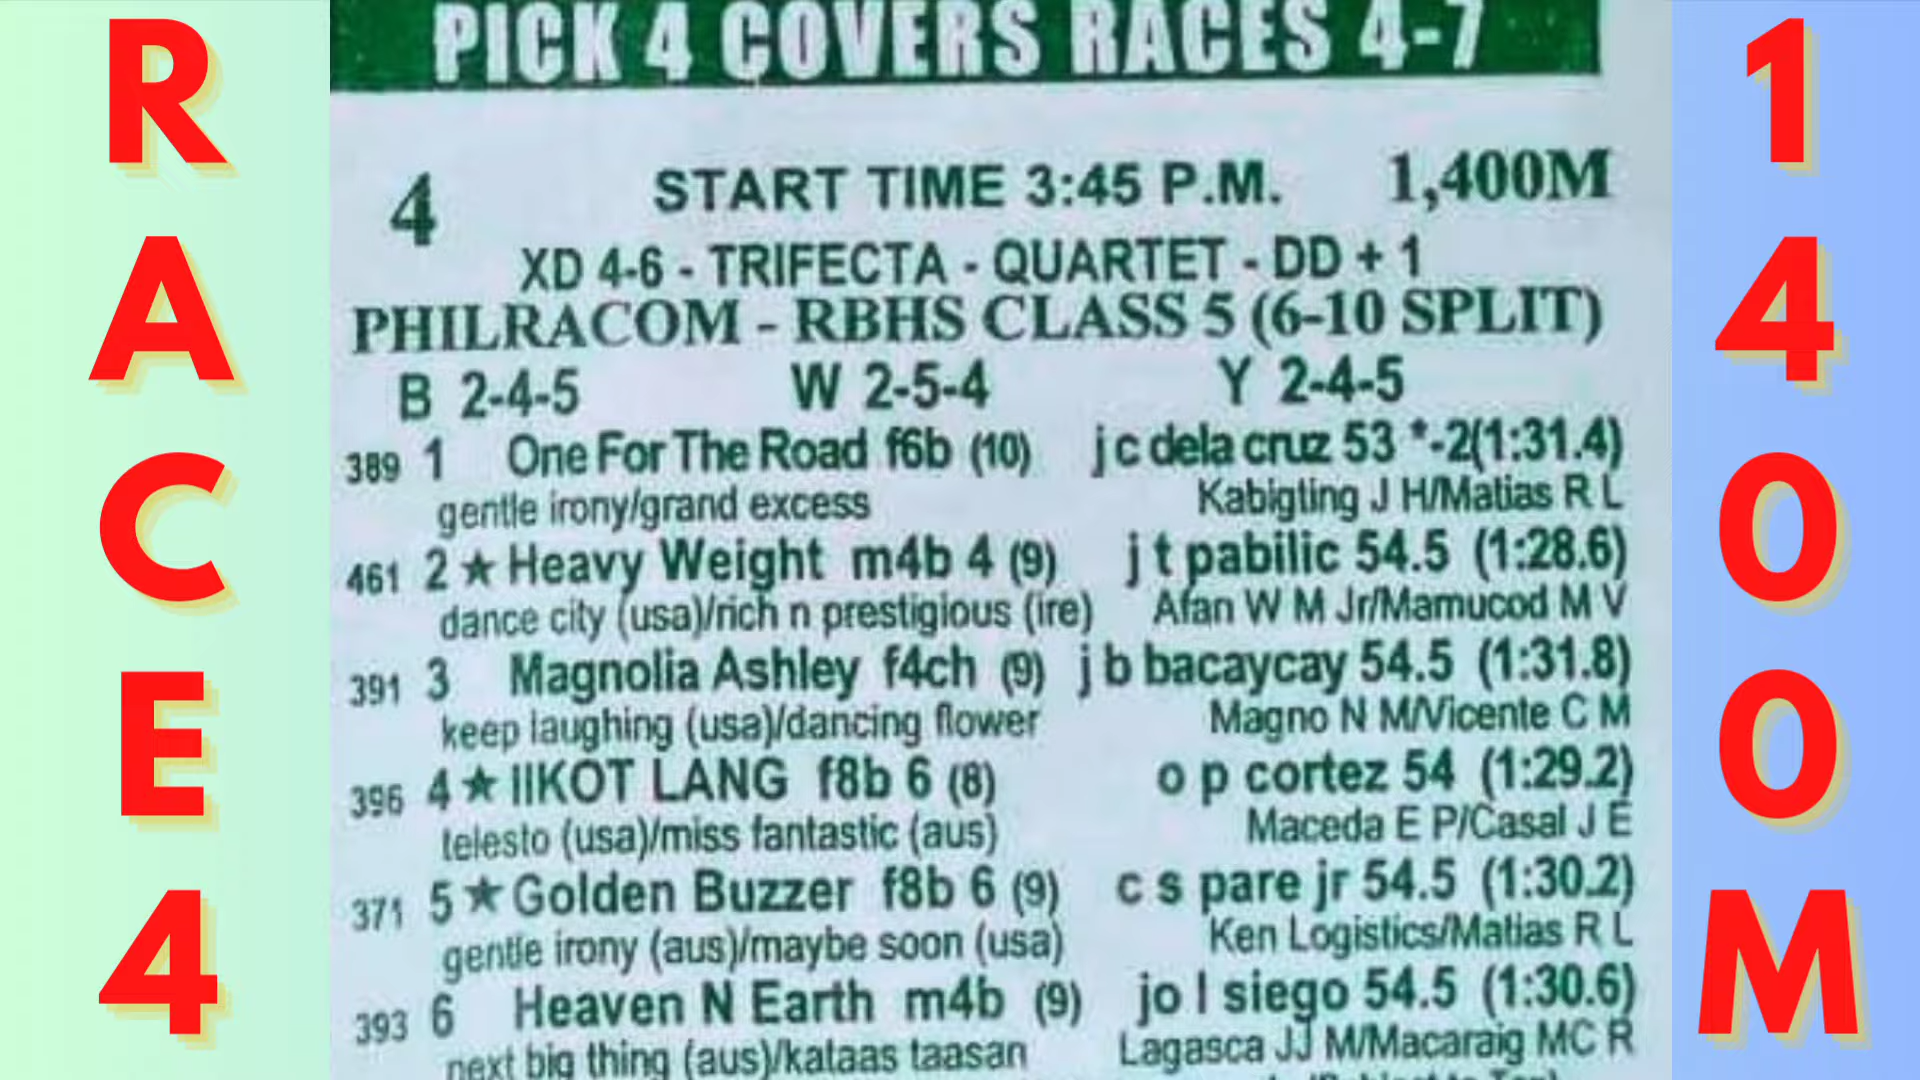 RACE 4
PICK 4 COVERS RACES 4-7
4 START TIME 3:45 P.M. 1,400M
XD 4-6 - TRIFECTA - QUARTET - DD + 1
PHILRACOM - RBHS CLASS 5 (6-10 SPLIT)
B 2-4-5 W 2-5-4 Y 2-4-5
389 1 One For The Road f6b (10) j c dela cruz 53 *-2(1:31.4)
gentle irony/grand excess Kabigting J H/Matias R L
461 2 ★ Heavy Weight m4b 4 (9) j t pabilic 54.5 (1:28.6)
dance city (usa)/rich n prestigious (ire) Afan W M Jr/Mamucod M V
391 3 Magnolia Ashley f4ch (9) j b bacaycay 54.5 (1:31.8)
keep laughing (usa)/dancing flower Magno N M/Vicente C M
396 4 ★ IIKOT LANG f8b 6 (8) o p cortez 54 (1:29.2)
telesto (usa)/miss fantastic (aus) Maceda E P/Casal J E
371 5 ★ Golden Buzzer f8b 6 (9) c s pare jr 54.5 (1:30.2)
gentle irony (aus)/maybe soon (usa) Ken Logistics/Matias R L
393 6 Heaven N Earth m4b (9) jo l siego 54.5 (1:30.6)
next big thing (aus)/kataas taasan Lagasca JJ M/Macaraig MC R
1400M